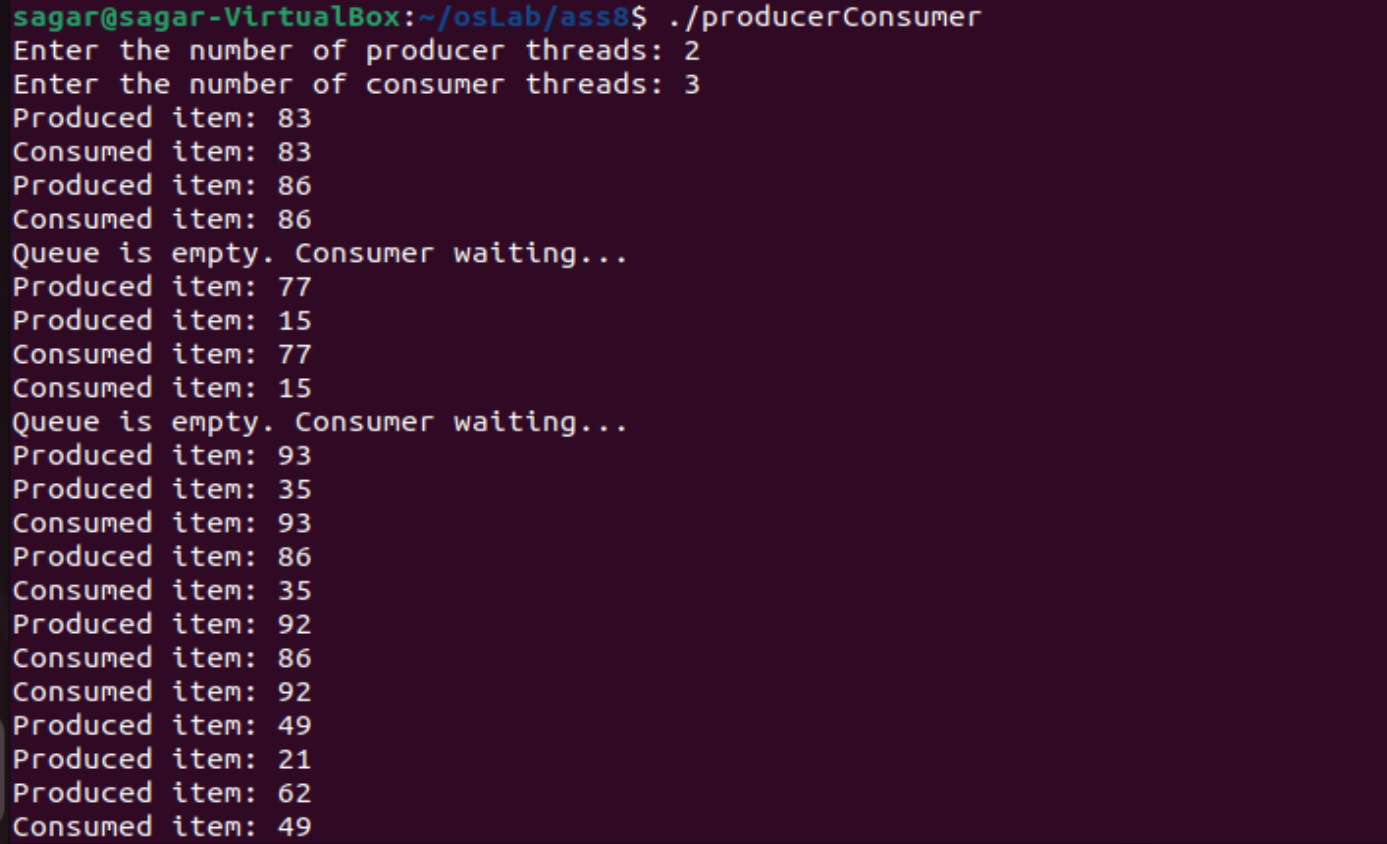 sagar@sagar-VirtualBox:~/osLab/ass8$ ./producerConsumer
Enter the number of producer threads: 2
Enter the number of consumer threads: 3
Produced item: 83
Consumed item: 83
Produced item: 86
Consumed item: 86
Queue is empty. Consumer waiting...
Produced item: 77
Produced item: 15
Consumed item: 77
Consumed item: 15
Queue is empty. Consumer waiting...
Produced item: 93
Produced item: 35
Consumed item: 93
Produced item: 86
Consumed item: 35
Produced item: 92
Consumed item: 86
Consumed item: 92
Produced item: 49
Produced item: 21
Produced item: 62
Consumed item: 49